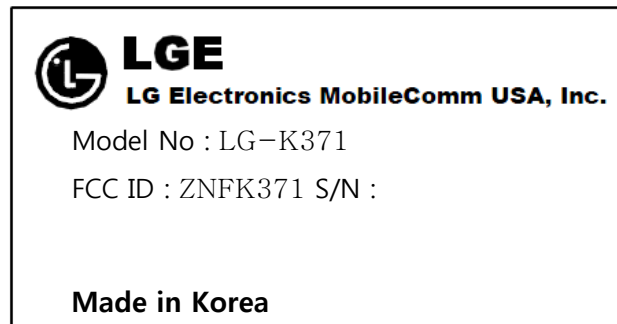 LGE
LG Electronics MobileComm USA, Inc.
Model No : LG-K371
FCC ID : ZNFK371 S/N :
Made in Korea